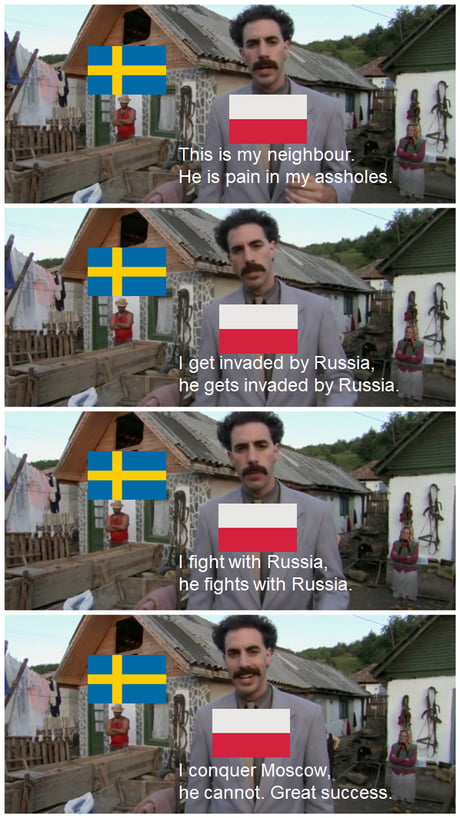 This is my neighbour.
He is pain in my assholes.
I get invaded by Russia,
he gets invaded by Russia.
I fight with Russia,
he fights with Russia.
I conquer Moscow,
he cannot. Great success.